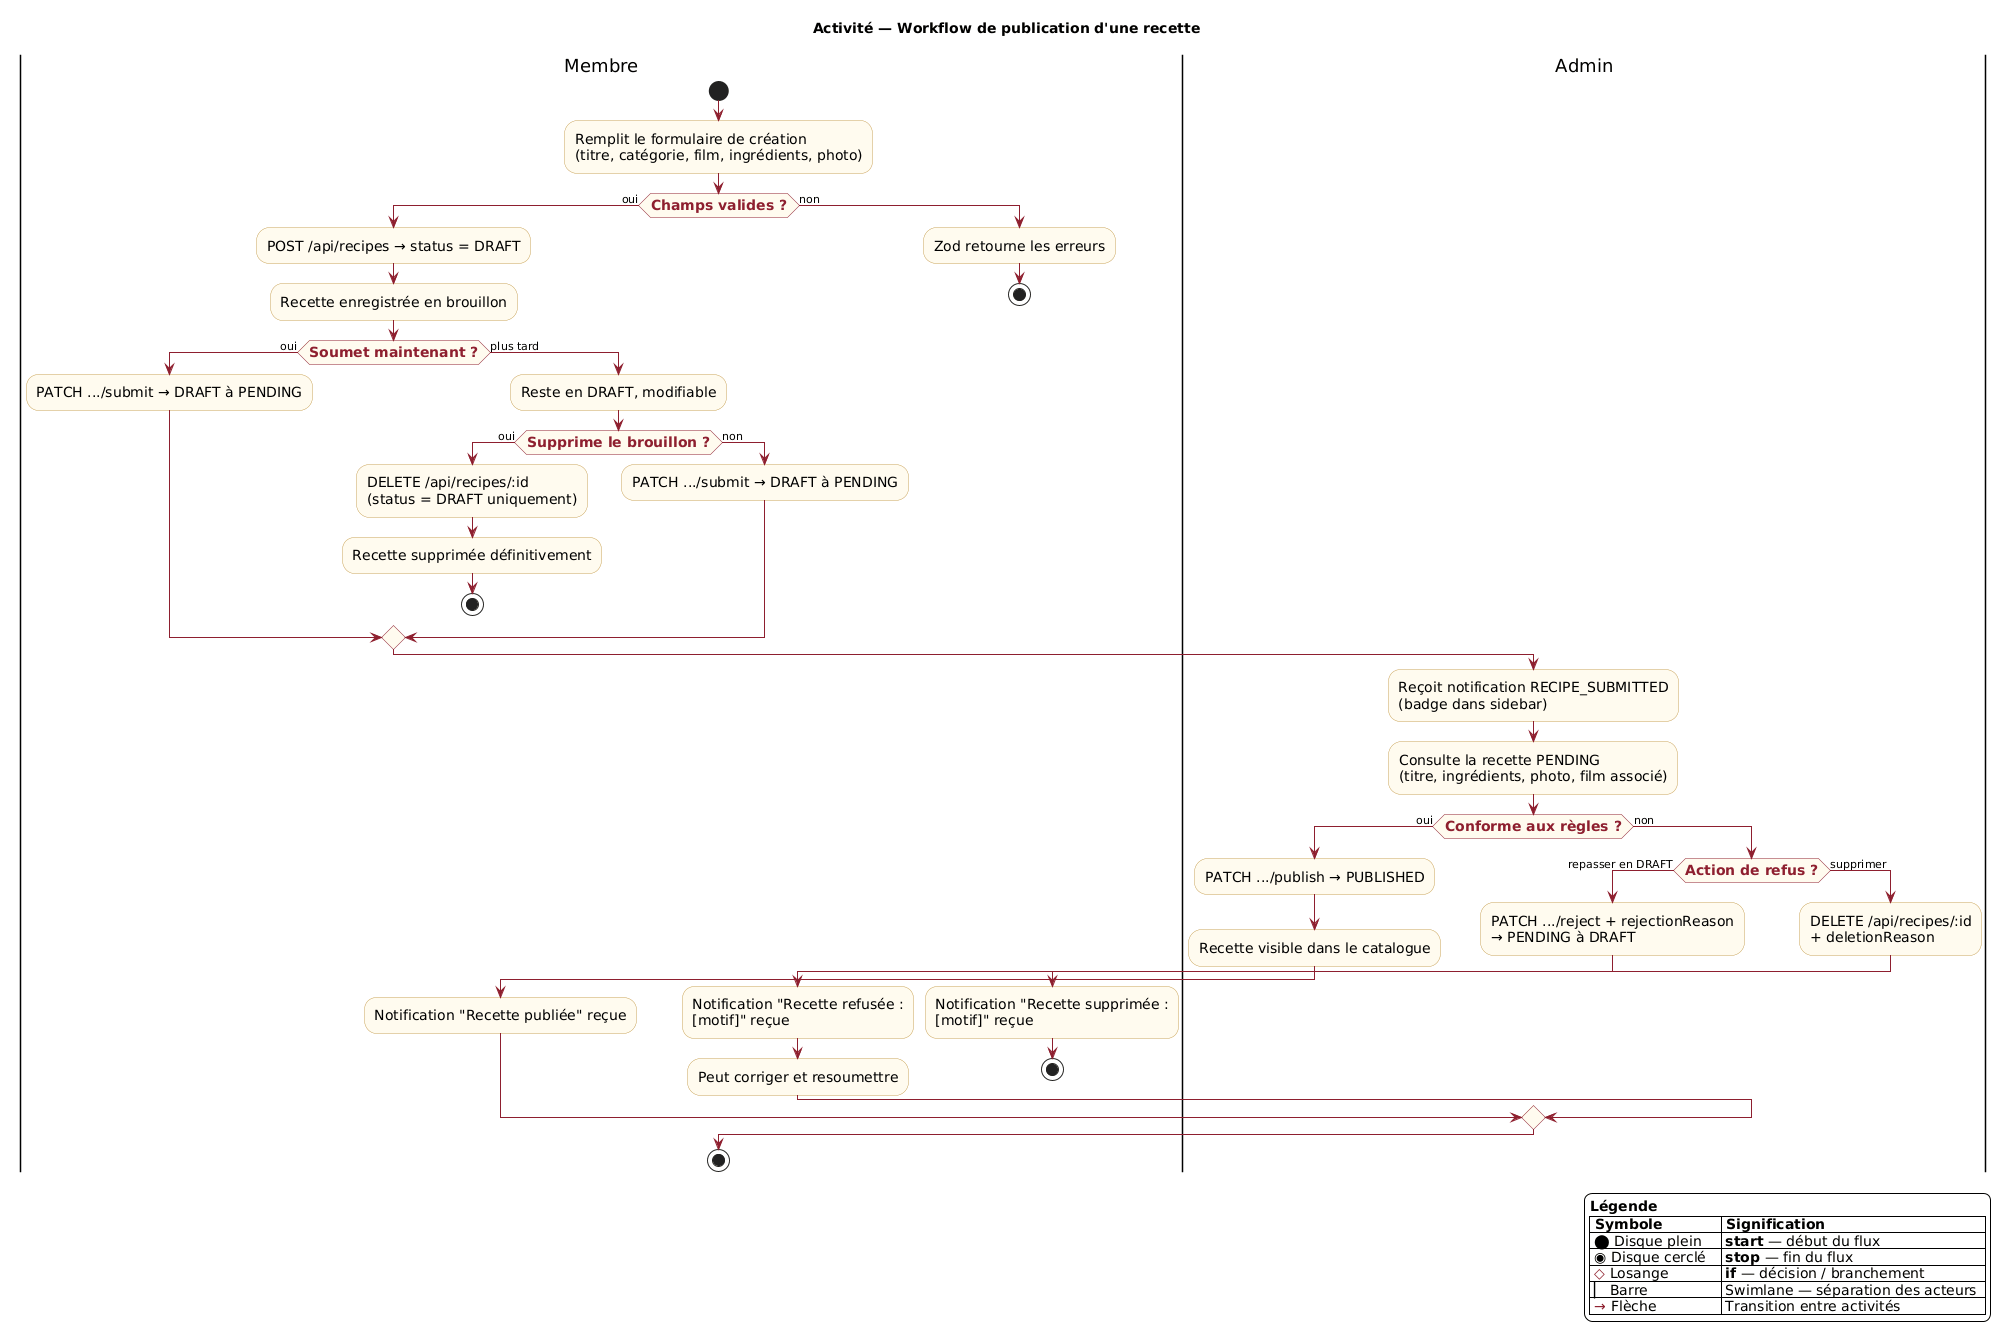 Activité — Workflow de publication d'une recette
Membre
Admin
Remplit le formulaire de création
(titre, catégorie, film, ingrédients, photo)
oui
Champs valides ?
non
POST /api/recipes → status = DRAFT
Zod retourne les erreurs
Recette enregistrée en brouillon
oui
Soumet maintenant ?
plus tard
PATCH .../submit → DRAFT à PENDING
Reste en DRAFT, modifiable
oui
Supprime le brouillon ?
non
DELETE /api/recipes/:id
(status = DRAFT uniquement)
PATCH .../submit → DRAFT à PENDING
Recette supprimée définitivement
Reçoit notification RECIPE_SUBMITTED
(badge dans sidebar)
Consulte la recette PENDING
(titre, ingrédients, photo, film associé)
oui
Conforme aux règles ?
non
PATCH .../publish → PUBLISHED
repasser en DRAFT
Action de refus ?
supprimer
PATCH .../reject + rejectionReason
→ PENDING à DRAFT
DELETE /api/recipes/:id
+ deletionReason
Recette visible dans le catalogue
Notification "Recette publiée" reçue
Notification "Recette refusée :
[motif]" reçue
Notification "Recette supprimée :
[motif]" reçue
Peut corriger et resoumettre
Légende
Symbole Signification
● Disque plein start — début du flux
◉ Disque cerclé stop — fin du flux
◇ Losange if — décision / branchement
| Barre Swimlane — séparation des acteurs
→ Flèche Transition entre activités